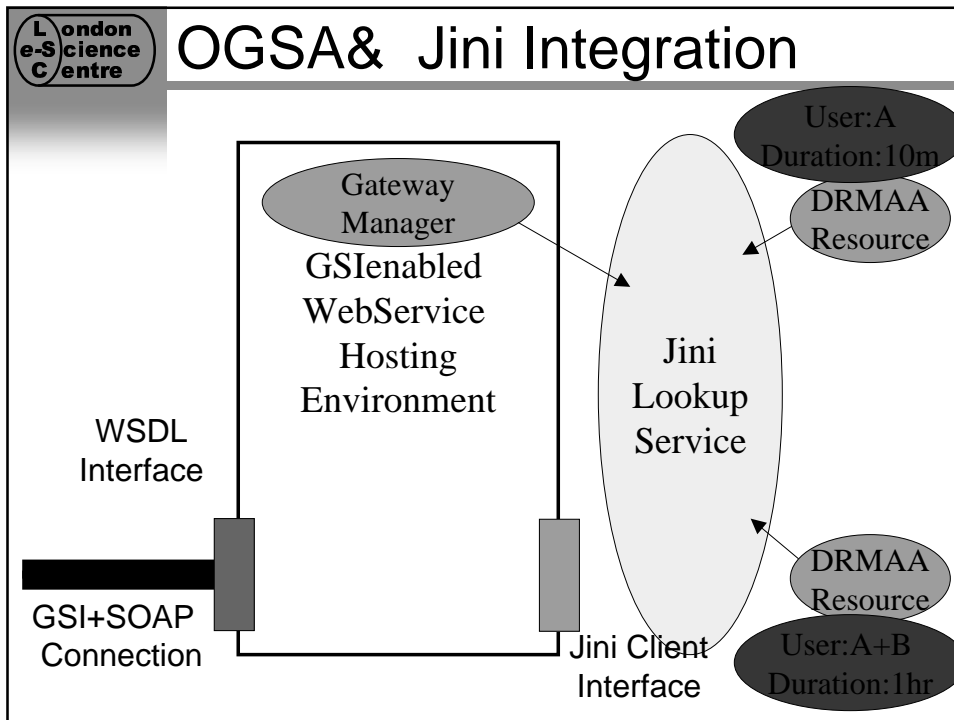 London
e-Science
Centre
OGSA& Jini Integration
User:A
Duration:10m
DRMAA
Resource
Gateway
Manager
GSIenabled
WebService
Hosting
Environment
Jini
Lookup
Service
WSDL
Interface
GSI+SOAP
Connection
Jini Client
Interface
DRMAA
Resource
User:A+B
Duration:1hr